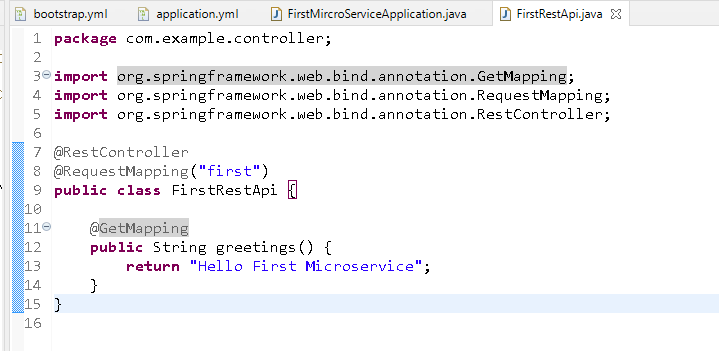 bootstrap.yml application.yml FirstMircroServiceApplication.java FirstRestApi.java
1 package com.example.controller;
2
3 import org.springframework.web.bind.annotation.GetMapping;
4 import org.springframework.web.bind.annotation.RequestMapping;
5 import org.springframework.web.bind.annotation.RestController;
6
7 @RestController
8 @RequestMapping("first")
9 public class FirstRestApi {
10
11 @GetMapping
12 public String greetings() {
13 return "Hello First Microservice";
14 }
15 }
16